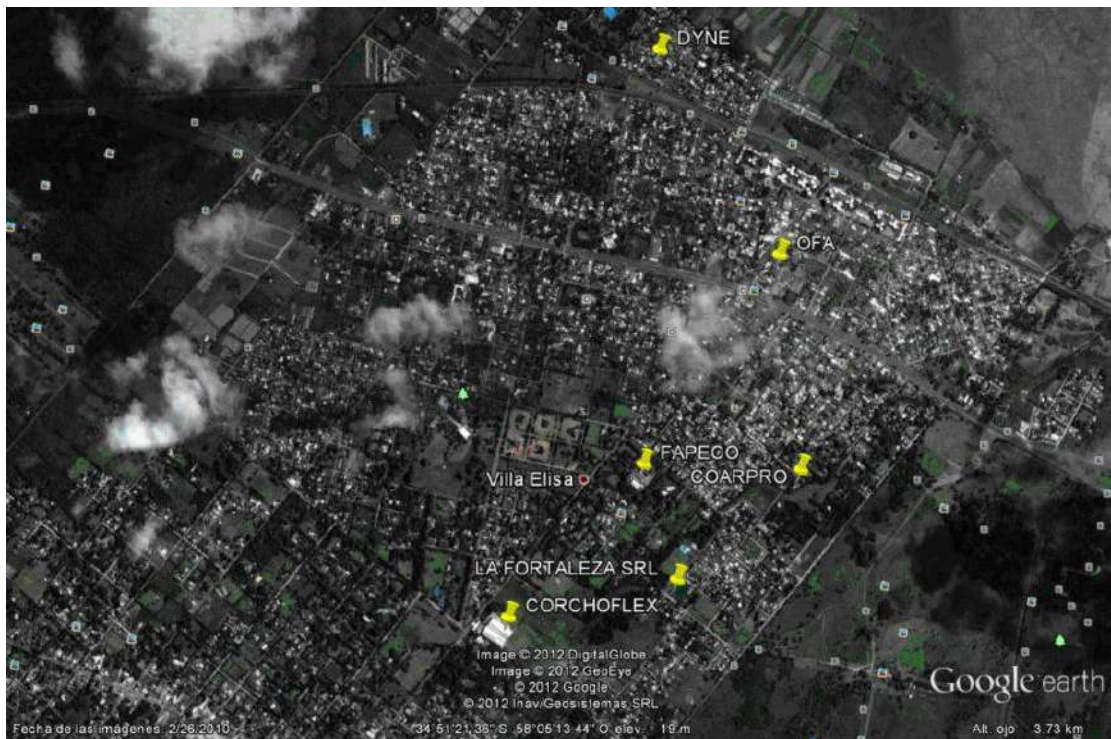 DYNE
OFA
FAPECO
COARPRO
Villa Elisa
LA FORTALEZA SRL
CORCHOFLEX
Image © 2012 DigitalGlobe
Image © 2012 GeoEye
© 2012 Google
© 2012 Inav/Geosistemas SRL
Google earth
Fecha de las imágenes: 2/26/2010 34°51'21.36" S 58°05'13.44" O elev. 19 m Alt. ojo 3.73 km